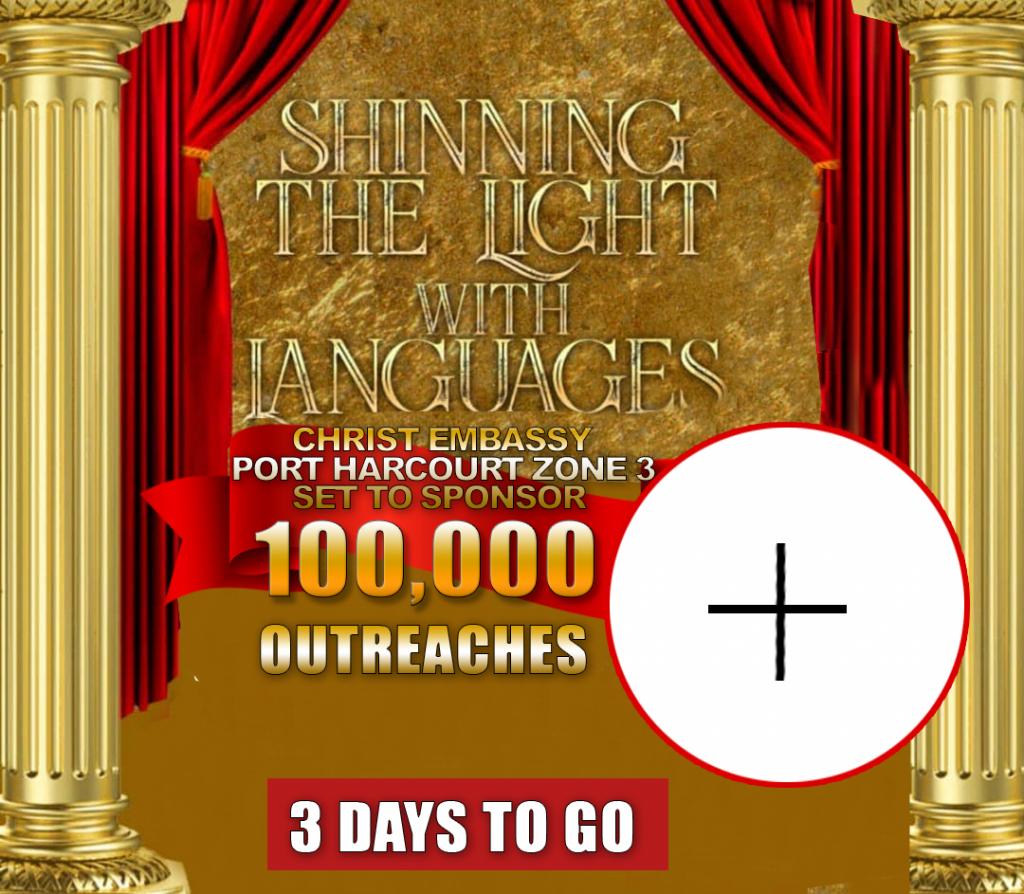 SHINNING
THE LIGHT
WITH
LANGUAGES
CHRIST EMBASSY
PORT HARCOURT ZONE 3
SET TO SPONSOR
100,000
OUTREACHES
3 DAYS TO GO